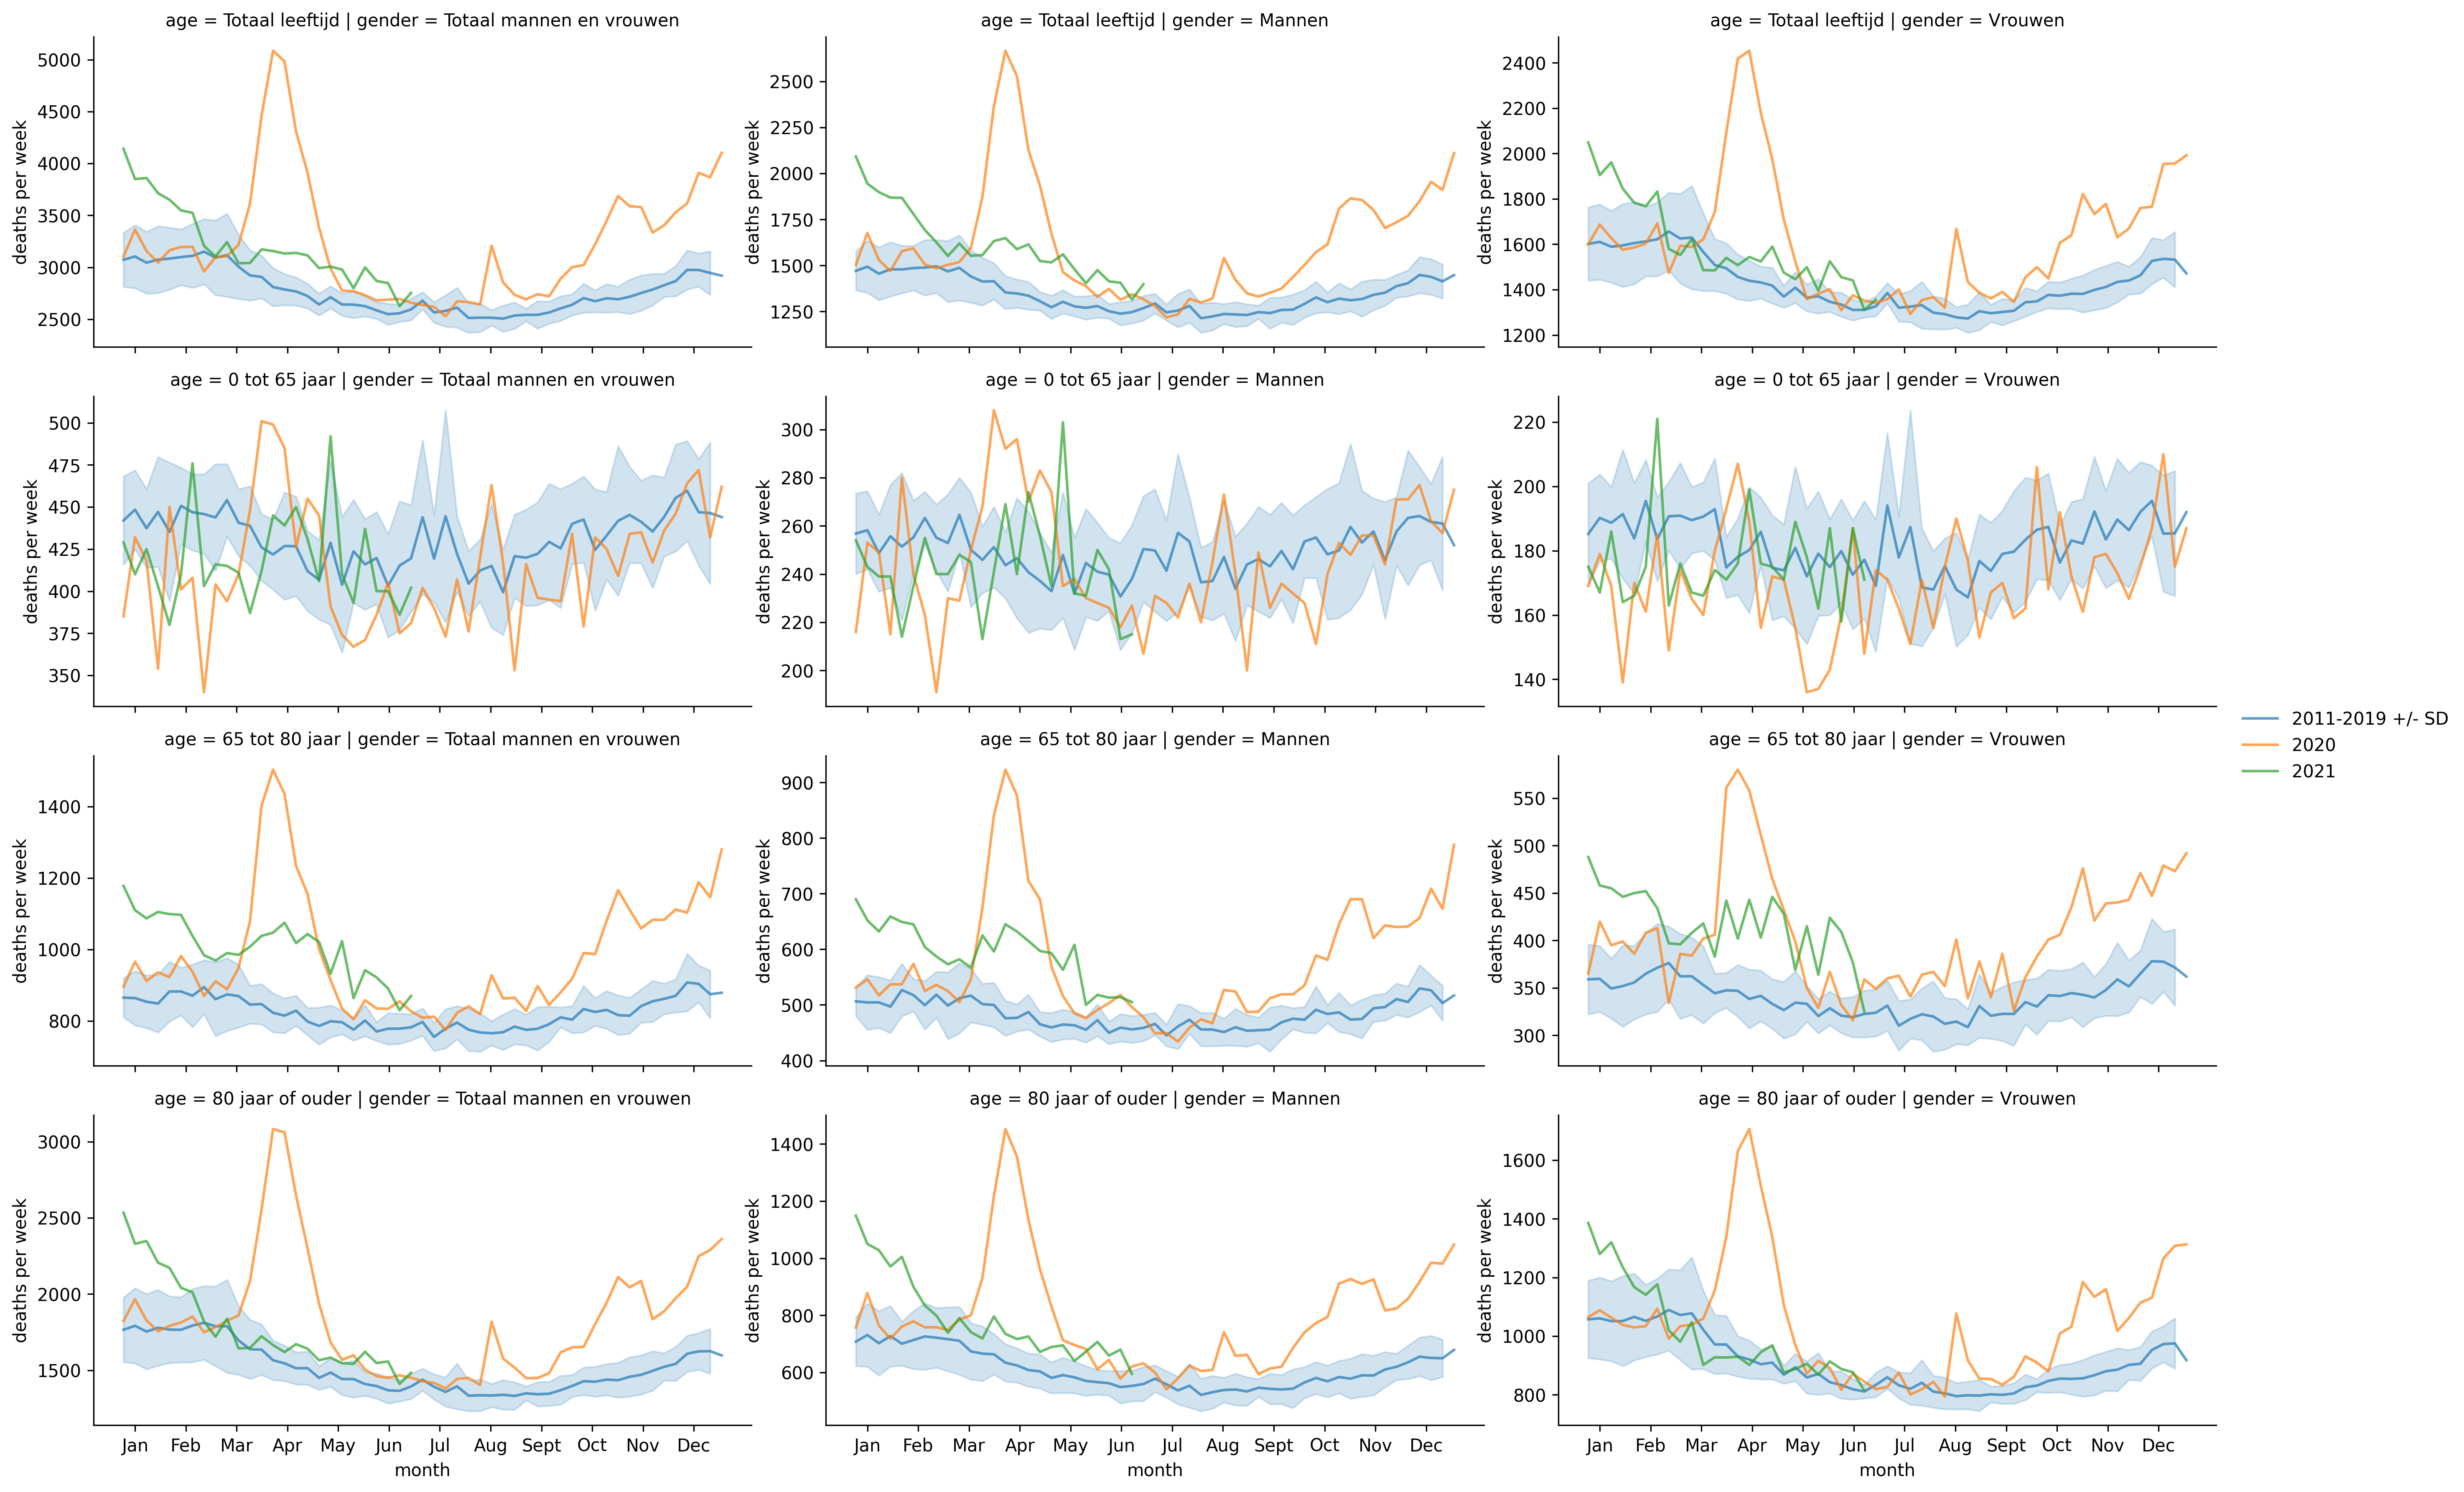 age = Totaal leeftijd | gender = Totaal mannen en vrouwen
age = Totaal leeftijd | gender = Mannen
age = Totaal leeftijd | gender = Vrouwen
deaths per week
5000
4500
4000
3500
3000
2500
deaths per week
2500
2250
2000
1750
1500
1250
deaths per week
2400
2200
2000
1800
1600
1400
1200
age = 0 tot 65 jaar | gender = Totaal mannen en vrouwen
age = 0 tot 65 jaar | gender = Mannen
age = 0 tot 65 jaar | gender = Vrouwen
deaths per week
500
475
450
425
400
375
350
deaths per week
300
280
260
240
220
200
deaths per week
220
200
180
160
140
2011-2019 +/- SD
2020
2021
age = 65 tot 80 jaar | gender = Totaal mannen en vrouwen
age = 65 tot 80 jaar | gender = Mannen
age = 65 tot 80 jaar | gender = Vrouwen
deaths per week
1400
1200
1000
800
deaths per week
900
800
700
600
500
400
deaths per week
550
500
450
400
350
300
age = 80 jaar of ouder | gender = Totaal mannen en vrouwen
age = 80 jaar of ouder | gender = Mannen
age = 80 jaar of ouder | gender = Vrouwen
deaths per week
3000
2500
2000
1500
deaths per week
1400
1200
1000
800
600
deaths per week
1600
1400
1200
1000
800
Jan Feb Mar Apr May Jun Jul Aug Sept Oct Nov Dec
month
Jan Feb Mar Apr May Jun Jul Aug Sept Oct Nov Dec
month
Jan Feb Mar Apr May Jun Jul Aug Sept Oct Nov Dec
month